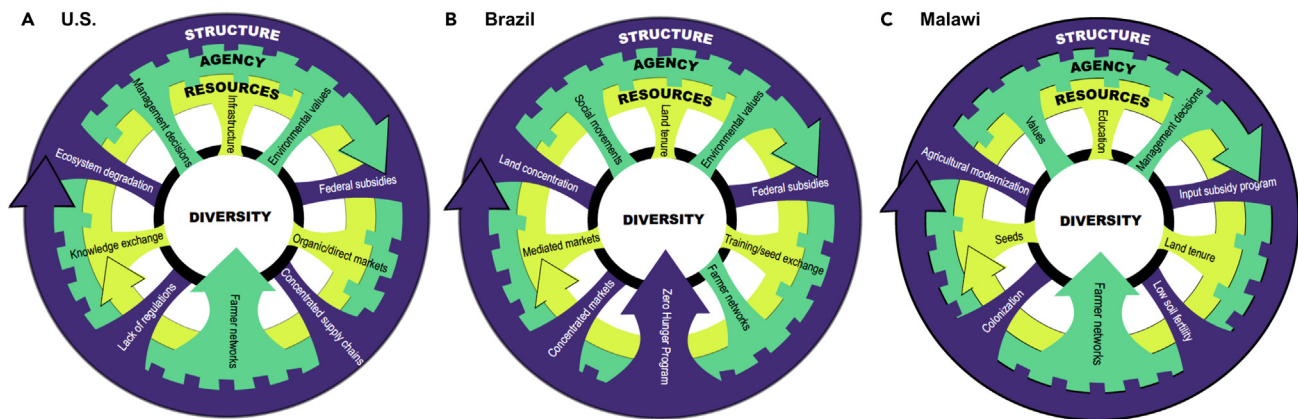 A U.S.
STRUCTURE
AGENCY
RESOURCES
Management decisions
Infrastructure
Environmental values
Ecosystem degradation
Federal subsidies
DIVERSITY
Knowledge exchange
Organic/direct markets
Lack of regulations
Farmer networks
Concentrated supply chains
B Brazil
STRUCTURE
AGENCY
RESOURCES
Social movements
Land tenure
Environmental values
Land concentration
Federal subsidies
DIVERSITY
Mediated markets
Training/seed exchange
Concentrated markets
Zero Hunger Program
Farmer networks
C Malawi
STRUCTURE
AGENCY
RESOURCES
Values
Education
Management decisions
Agricultural modernization
Input subsidy program
DIVERSITY
Seeds
Land tenure
Colonization
Farmer networks
Low soil fertility